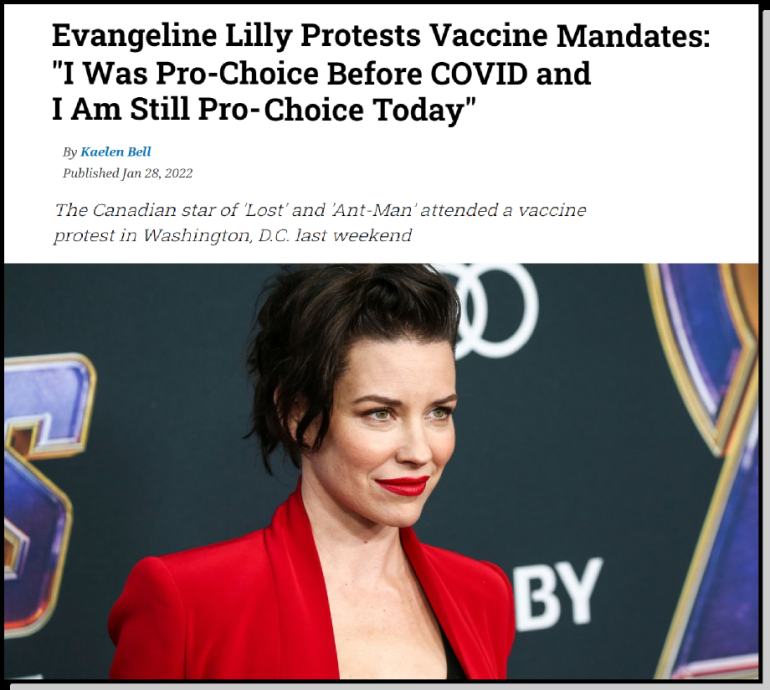 Evangeline Lilly Protests Vaccine Mandates:
"I Was Pro-Choice Before COVID and
I Am Still Pro-Choice Today"
By Kaelen Bell
Published Jan 28, 2022
The Canadian star of 'Lost' and 'Ant-Man' attended a vaccine
protest in Washington, D.C. last weekend
S
BY